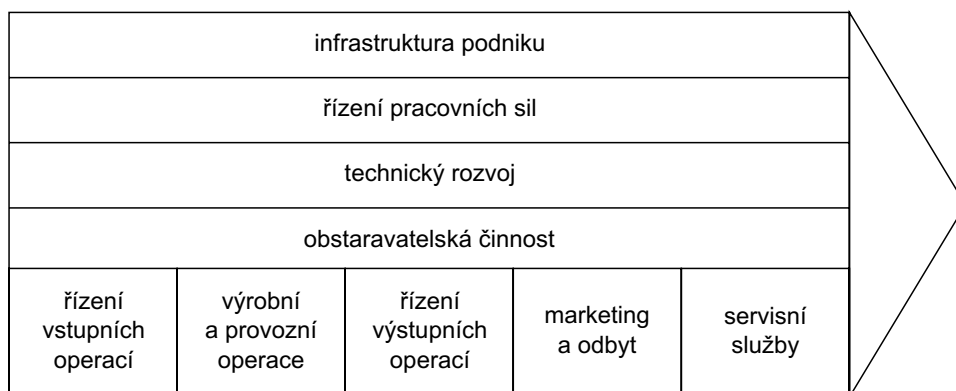 infrastruktura podniku
řízení pracovních sil
technický rozvoj
obstaravatelská činnost
řízení
vstupních
operací
výrobní
a provozní
operace
řízení
výstupních
operací
marketing
a odbyt
servisní
služby